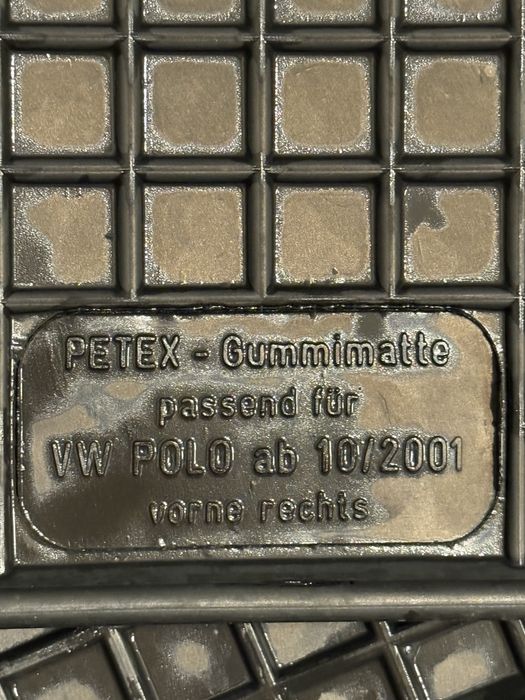 PETEX - Gummimatte
passend für
VW POLO ab 10/2001
vorne rechts